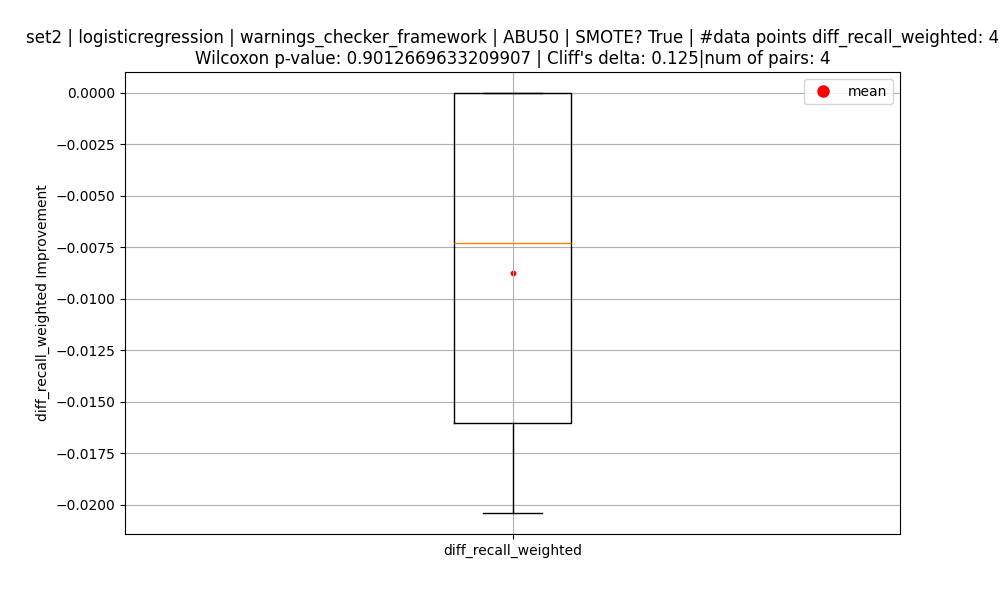 set2 | logisticregression | warnings_checker_framework | ABU50 | SMOTE? True | #data points diff_recall_weighted: 4
Wilcoxon p-value: 0.9012669633209907 | Cliff's delta: 0.125|num of pairs: 4
mean
0.0000
−0.0025
−0.0050
−0.0075
−0.0100
−0.0125
−0.0150
−0.0175
−0.0200
diff_recall_weighted Improvement
diff_recall_weighted